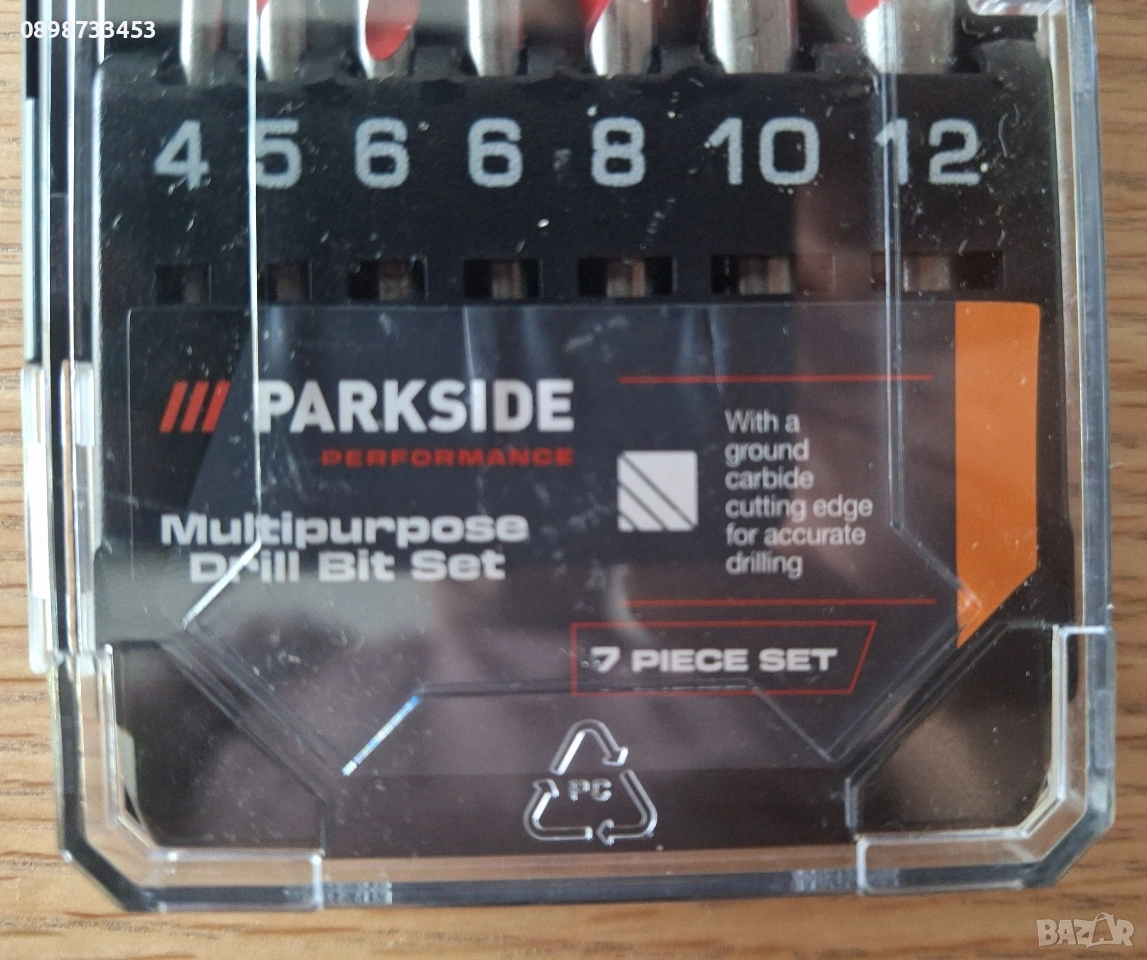 0898733453
4 5 6 6 8 10 12
PARKSIDE
PERFORMANCE
Multipurpose
Drill Bit Set
With a
ground
carbide
cutting edge
for accurate
drilling
7 PIECE SET
PC
BAZAR